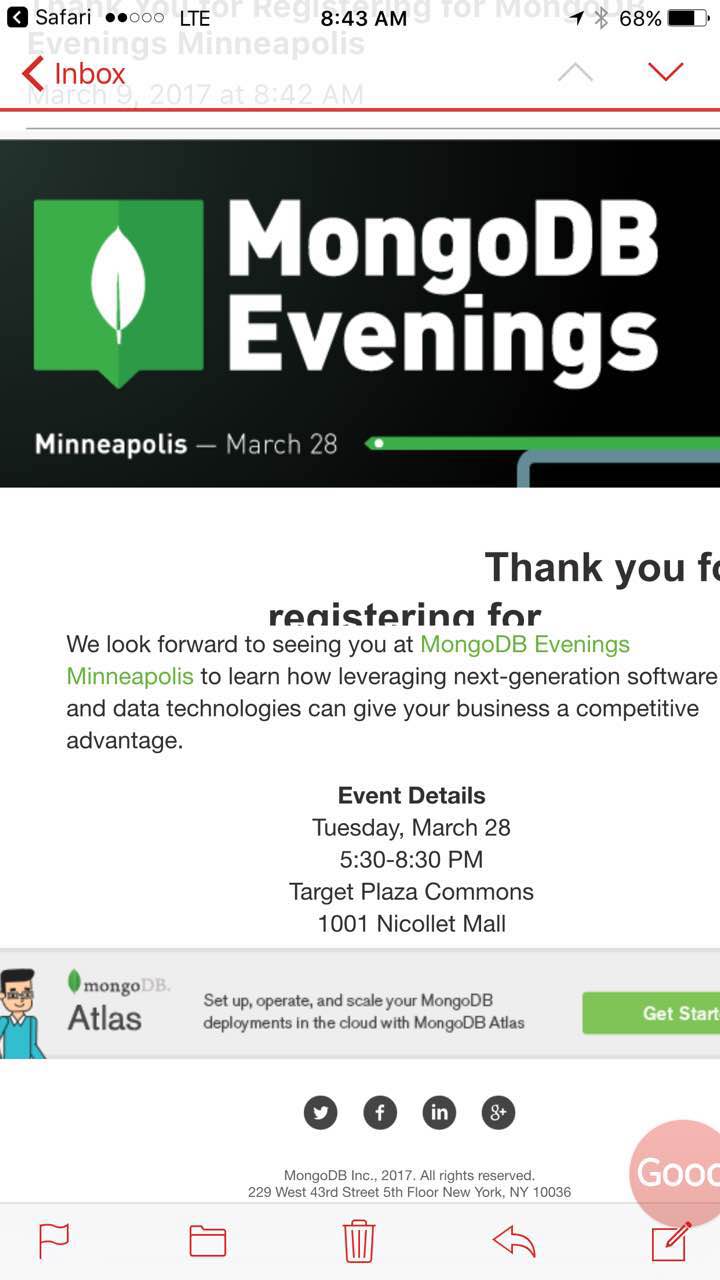 Safari LTE 8:43 AM 68%
Thank You for Registering for MongoDB
Evenings Minneapolis
Inbox
March 9, 2017 at 8:42 AM
MongoDB
Evenings
Minneapolis — March 28
Thank you fo
registering for
We look forward to seeing you at MongoDB Evenings
Minneapolis to learn how leveraging next-generation software
and data technologies can give your business a competitive
advantage.
Event Details
Tuesday, March 28
5:30-8:30 PM
Target Plaza Commons
1001 Nicollet Mall
mongoDB.
Atlas
Set up, operate, and scale your MongoDB
deployments in the cloud with MongoDB Atlas
Get Start
f in g+
MongoDB Inc., 2017. All rights reserved.
229 West 43rd Street 5th Floor New York, NY 10036
Gooc